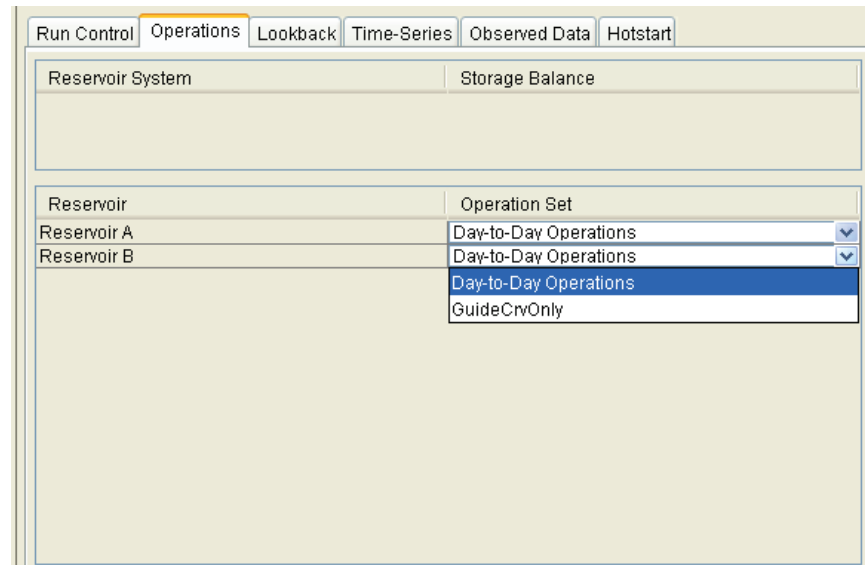 Run Control Operations Lookback Time-Series Observed Data Hotstart
Reservoir System Storage Balance
Reservoir Operation Set
Reservoir A Day-to-Day Operations
Reservoir B Day-to-Day Operations
Day-to-Day Operations
GuideCrvOnly